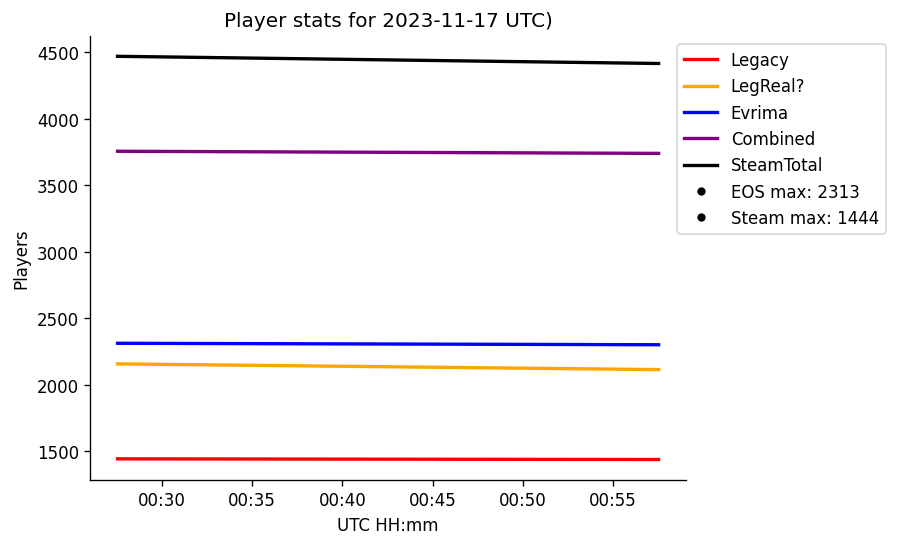 Player stats for 2023-11-17 UTC)
4500
4000
3500
3000
2500
2000
1500
Players
00:30
00:35
00:40
00:45
00:50
00:55
UTC HH:mm
Legacy
LegReal?
Evrima
Combined
SteamTotal
EOS max: 2313
Steam max: 1444